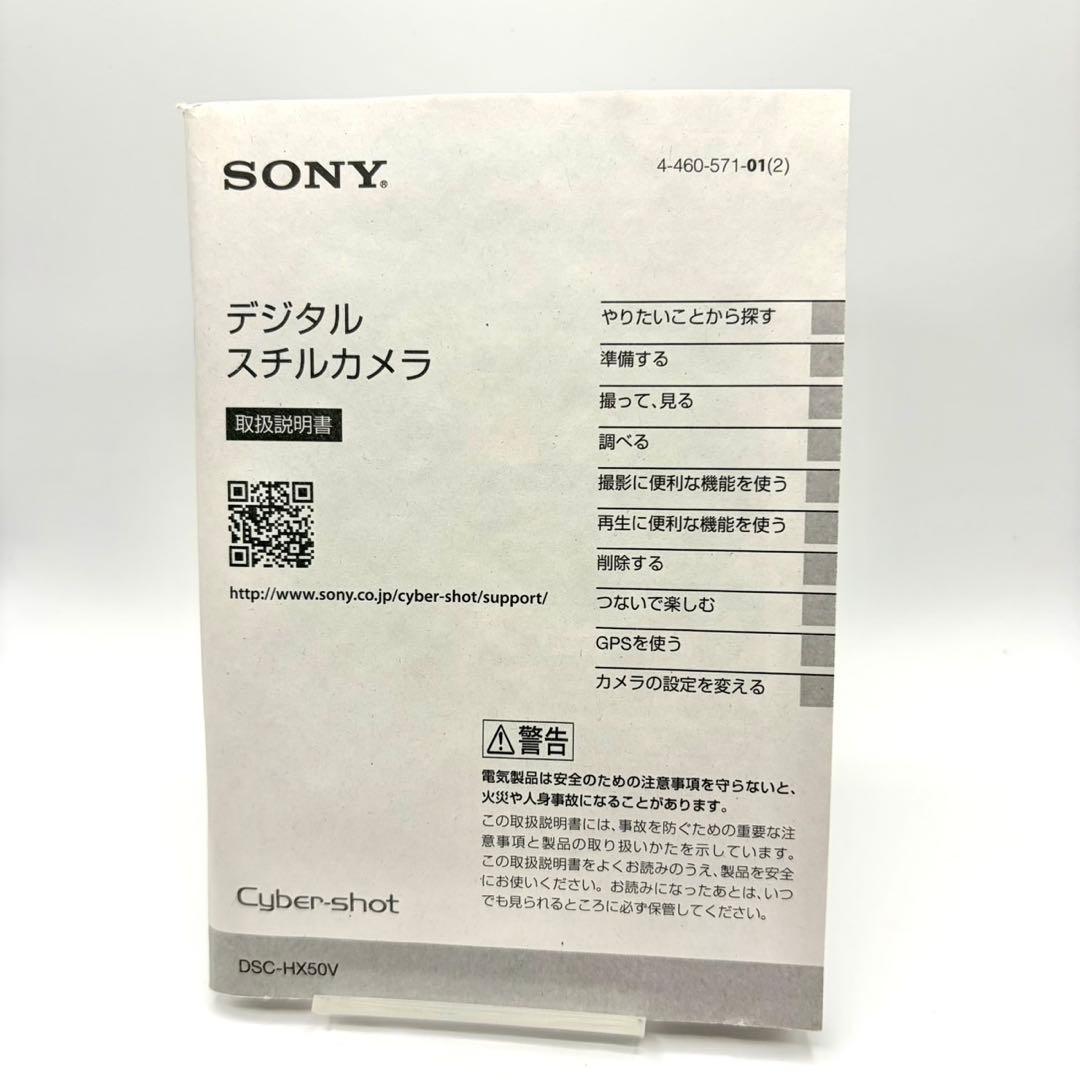 SONY®
4-460-571-01(2)
デジタル
スチルカメラ
取扱説明書
http://www.sony.co.jp/cyber-shot/support/
やりたいことから探す
準備する
撮って、見る
調べる
撮影に便利な機能を使う
再生に便利な機能を使う
削除する
つないで楽しむ
GPSを使う
カメラの設定を変える
⚠警告
電気製品は安全のための注意事項を守らないと、
火災や人身事故になることがあります。
この取扱説明書には、事故を防ぐための重要な注
意事項と製品の取り扱いかたを示しています。
この取扱説明書をよくお読みのうえ、製品を安全
にお使いください。お読みになったあとは、いつ
でも見られるところに必ず保管してください。
Cyber-shot
DSC-HX50V